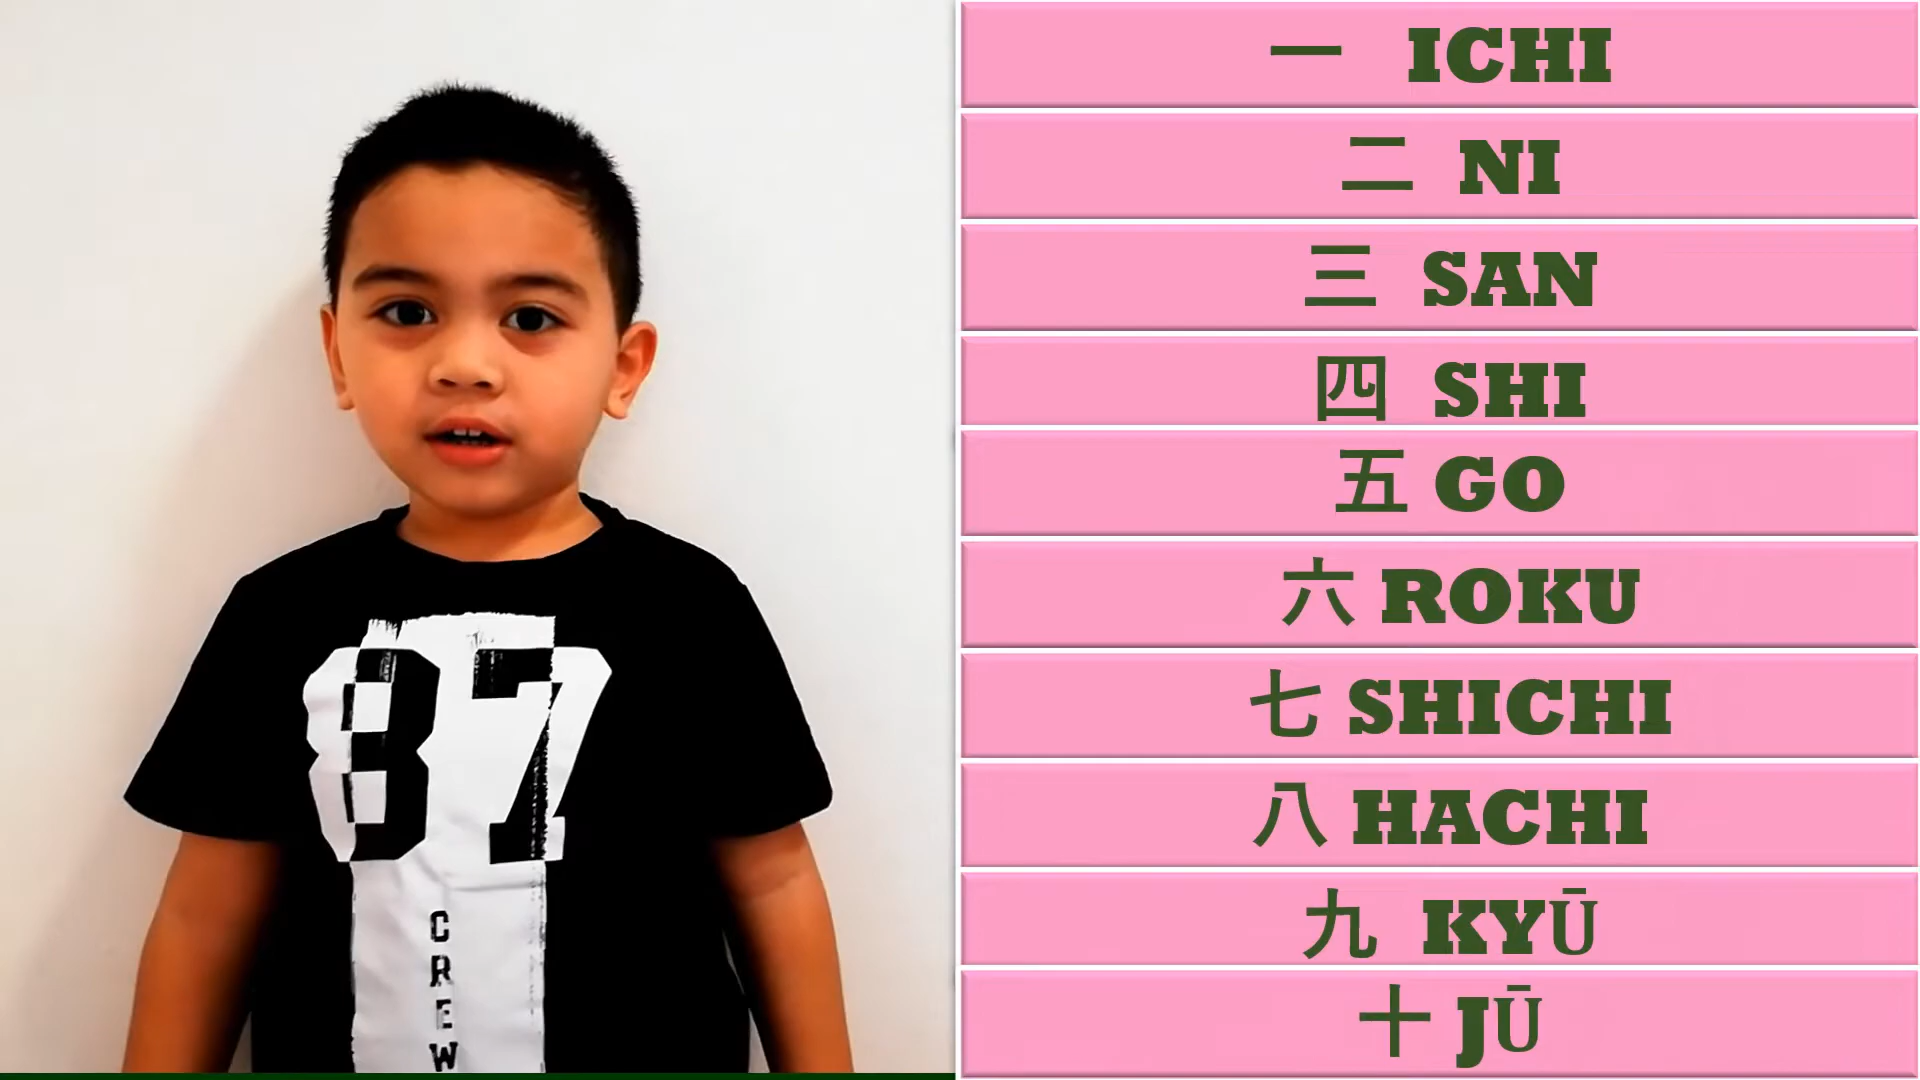 87
C
R
E
W
一 ICHI
二 NI
三 SAN
四 SHI
五 GO
六 ROKU
七 SHICHI
八 HACHI
九 KYŪ
十 JŪ